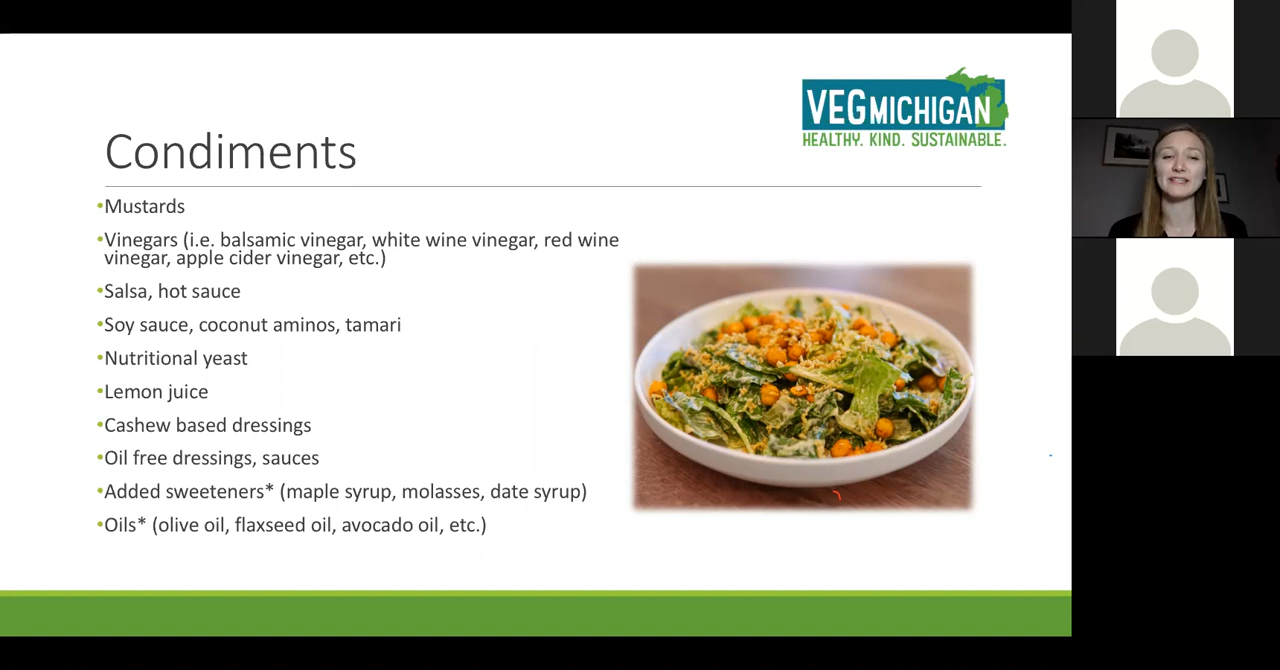 VEGMICHIGAN
HEALTHY. KIND. SUSTAINABLE.
Condiments
•Mustards
•Vinegars (i.e. balsamic vinegar, white wine vinegar, red wine
vinegar, apple cider vinegar, etc.)
•Salsa, hot sauce
•Soy sauce, coconut aminos, tamari
•Nutritional yeast
•Lemon juice
•Cashew based dressings
•Oil free dressings, sauces
•Added sweeteners* (maple syrup, molasses, date syrup)
•Oils* (olive oil, flaxseed oil, avocado oil, etc.)